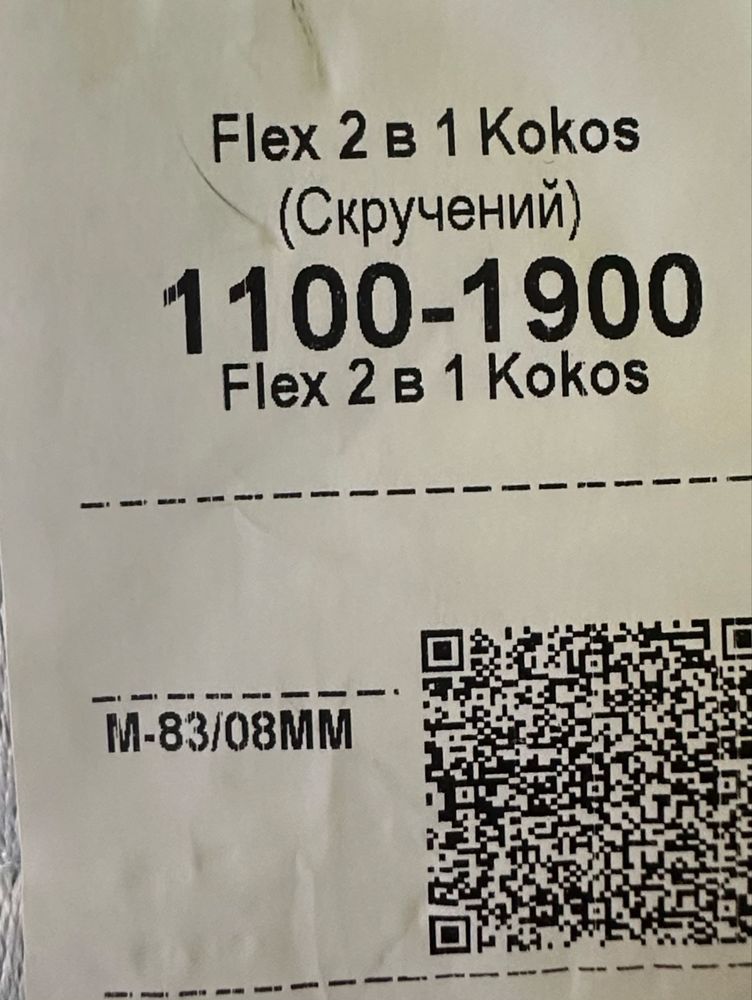 Flex 2 в 1 Kokos
(Скручений)
1100-1900
Flex 2 в 1 Kokos
М-83/08ММ